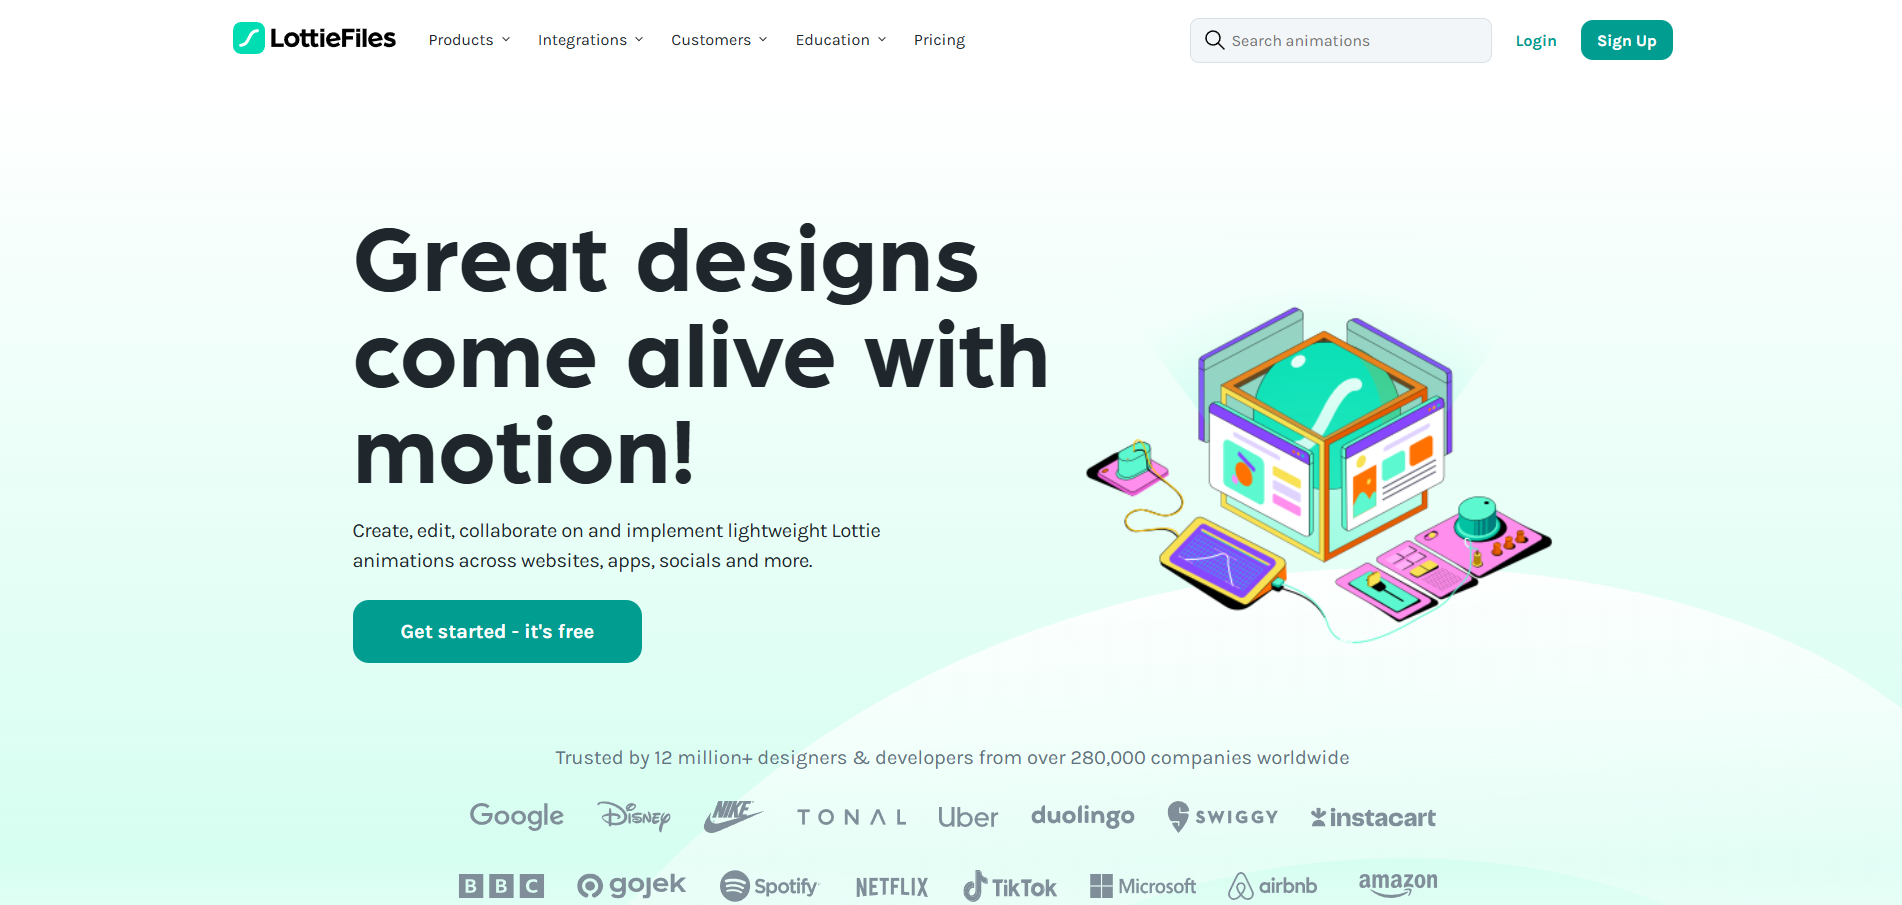 LottieFiles Products Integrations Customers Education Pricing Search animations Login Sign Up
Great designs
come alive with
motion!
Create, edit, collaborate on and implement lightweight Lottie
animations across websites, apps, socials and more.
Get started - it's free
Trusted by 12 million+ designers & developers from over 280,000 companies worldwide
Google Disney NIKE TONAL Uber duolingo SWIGGY instacart
BBC gojek Spotify NETFLIX TikTok Microsoft airbnb amazon